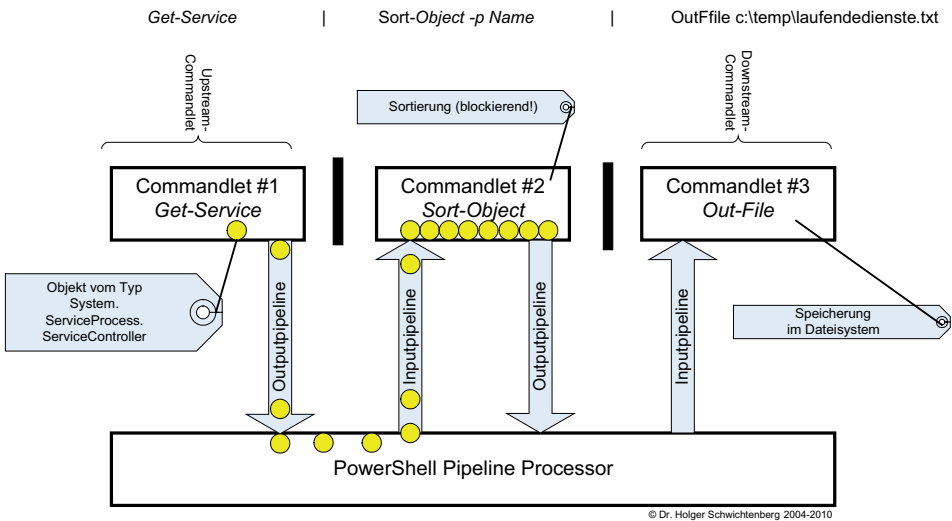 Get-Service | Sort-Object -p Name | OutFfile c:\temp\laufendedienste.txt
Upstream-
Commandlet
Downstream-
Commandlet
Sortierung (blockierend!)
Commandlet #1
Get-Service
Commandlet #2
Sort-Object
Commandlet #3
Out-File
Objekt vom Typ
System.
ServiceProcess.
ServiceController
Outputpipeline
Inputpipeline
Outputpipeline
Inputpipeline
Speicherung
im Dateisystem
PowerShell Pipeline Processor
© Dr. Holger Schwichtenberg 2004-2010